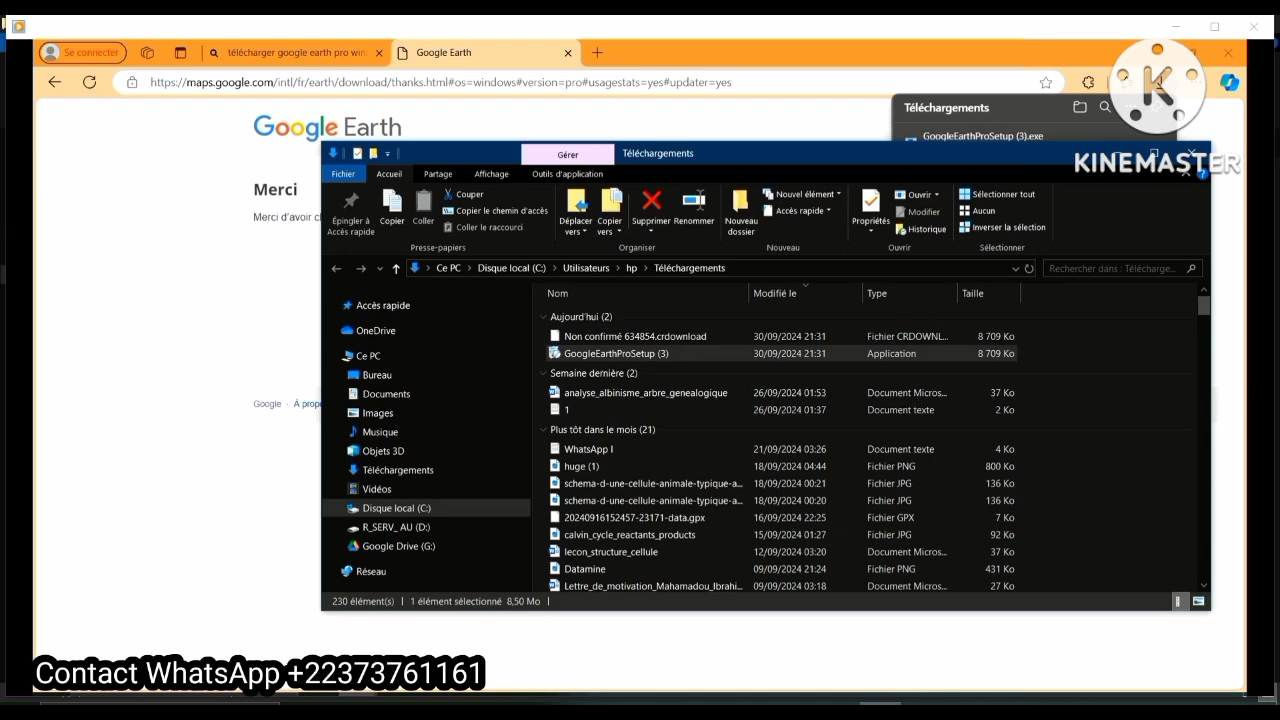 Se connecter
télécharger google earth pro win
Google Earth
https://maps.google.com/intl/fr/earth/download/thanks.html#os=windows#version=pro#usagestats=yes#updater=yes
Google Earth
Téléchargements
GoogleEarthProSetup (3).exe
K
KINEMASTER
Merci
Merci d'avoir
Google · À prop
Gérer
Téléchargements
Fichier Accueil Partage Affichage Outils d'application
Épingler à Accès rapide
Copier
Coller
Couper
Copier le chemin d'accès
Coller le raccourci
Presse-papiers
Déplacer vers
Copier vers
Supprimer
Renommer
Organiser
Nouveau dossier
Nouvel élément
Accès rapide
Nouveau
Propriétés
Ouvrir
Modifier
Historique
Ouvrir
Sélectionner tout
Aucun
Inverser la sélection
Sélectionner
Ce PC > Disque local (C:) > Utilisateurs > hp > Téléchargements
Rechercher dans : Télécharge...
Accès rapide
OneDrive
Ce PC
Bureau
Documents
Images
Musique
Objets 3D
Téléchargements
Vidéos
Disque local (C:)
R_SERV_ AU (D:)
Google Drive (G:)
Réseau
Nom Modifié le Type Taille
Aujourd'hui (2)
Non confirmé 634854.crdownload 30/09/2024 21:31 Fichier CRDOWNL... 8 709 Ko
GoogleEarthProSetup (3) 30/09/2024 21:31 Application 8 709 Ko
Semaine dernière (2)
analyse_albinisme_arbre_genealogique 26/09/2024 01:53 Document Micros... 37 Ko
1 26/09/2024 01:37 Document texte 2 Ko
Plus tôt dans le mois (21)
WhatsApp I 21/09/2024 03:26 Document texte 4 Ko
huge (1) 18/09/2024 04:44 Fichier PNG 800 Ko
schema-d-une-cellule-animale-typique-a... 18/09/2024 00:21 Fichier JPG 136 Ko
schema-d-une-cellule-animale-typique-a... 18/09/2024 00:20 Fichier JPG 136 Ko
20240916152457-23171-data.gpx 16/09/2024 22:25 Fichier GPX 7 Ko
calvin_cycle_reactants_products 15/09/2024 01:27 Fichier JPG 92 Ko
lecon_structure_cellule 12/09/2024 03:20 Document Micros... 37 Ko
Datamine 09/09/2024 21:24 Fichier PNG 431 Ko
Lettre_de_motivation_Mahamadou_Ibrahi... 09/09/2024 03:18 Document Micros... 27 Ko
230 élément(s) 1 élément sélectionné 8,50 Mo
Contact WhatsApp +22373761161